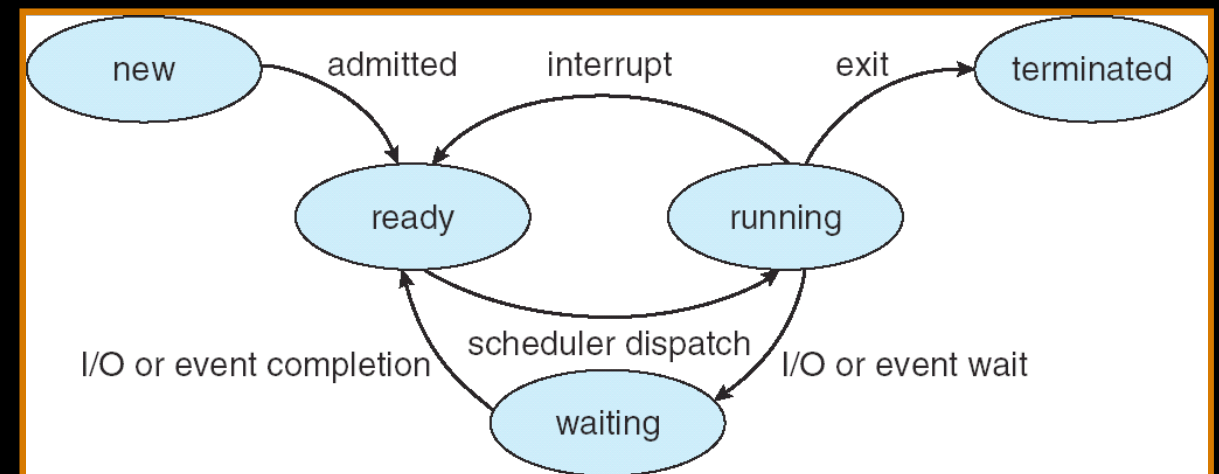 new
admitted
interrupt
exit
terminated
ready
running
scheduler dispatch
I/O or event completion
I/O or event wait
waiting